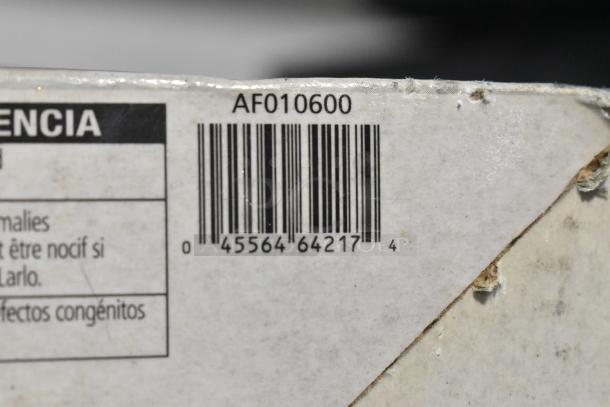 AF010600
ENCIA
malies
t être nocif si
Larlo.
fectos congénitos
0 45564 64217 4